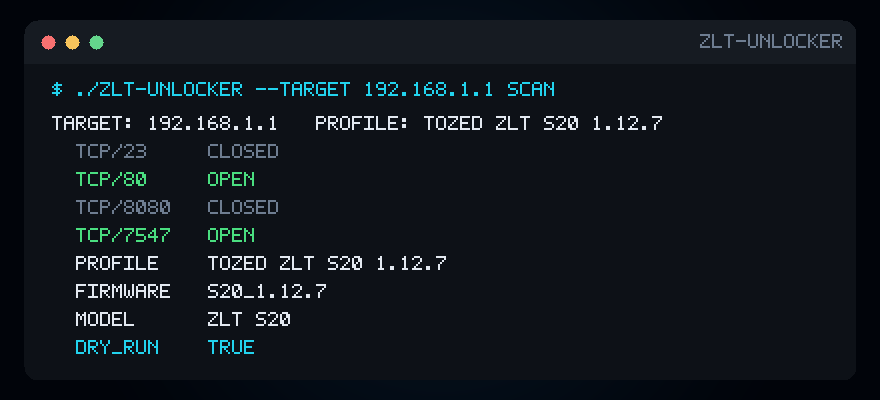 ZLT-UNLOCKER
$ ./ZLT-UNLOCKER --TARGET 192.168.1.1 SCAN
TARGET: 192.168.1.1 PROFILE: TOZED ZLT S20 1.12.7
TCP/23 CLOSED
TCP/80 OPEN
TCP/8080 CLOSED
TCP/7547 OPEN
PROFILE TOZED ZLT S20 1.12.7
FIRMWARE S20_1.12.7
MODEL ZLT S20
DRY_RUN TRUE